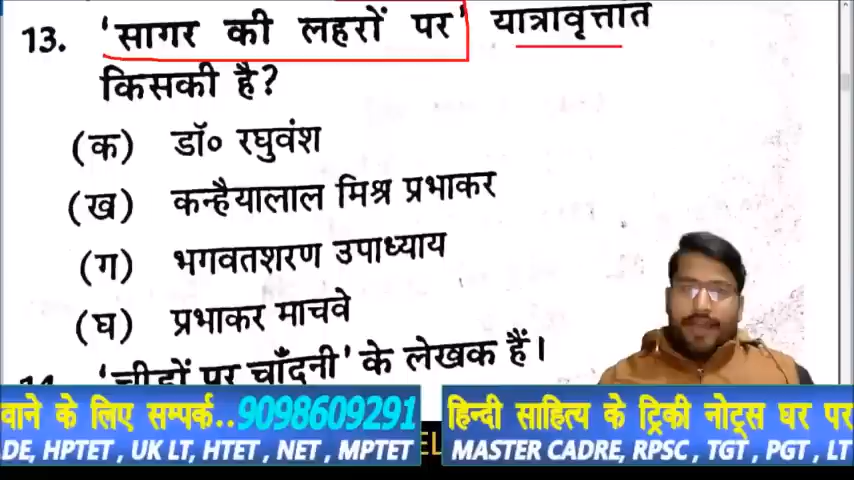 13. 'सागर की लहरों पर' यात्रावृत्तांत
किसकी है?
(क) डॉ० रघुवंश
(ख) कन्हैयालाल मिश्र प्रभाकर
(ग) भगवतशरण उपाध्याय
(घ) प्रभाकर माचवे
'चीड़ों पर चाँदनी' के लेखक हैं।
वाने के लिए सम्पर्क..9098609291
DE, HPTET , UK LT, HTET , NET , MPTET
EL
हिन्दी साहित्य के ट्रिकी नोट्स घर पर
MASTER CADRE, RPSC , TGT , PGT , LT